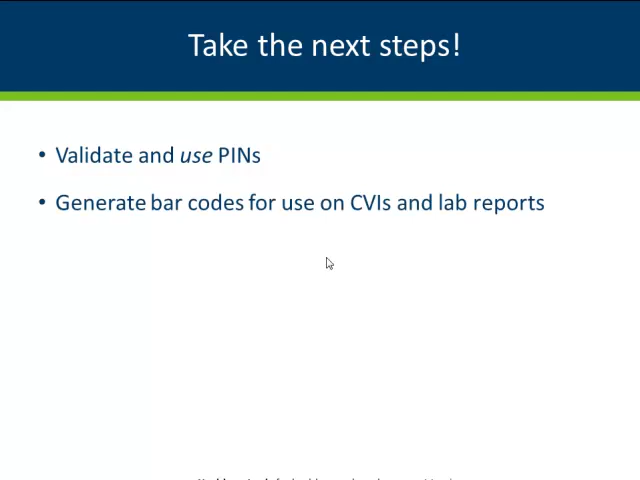 Take the next steps!
• Validate and use PINs
• Generate bar codes for use on CVIs and lab reports